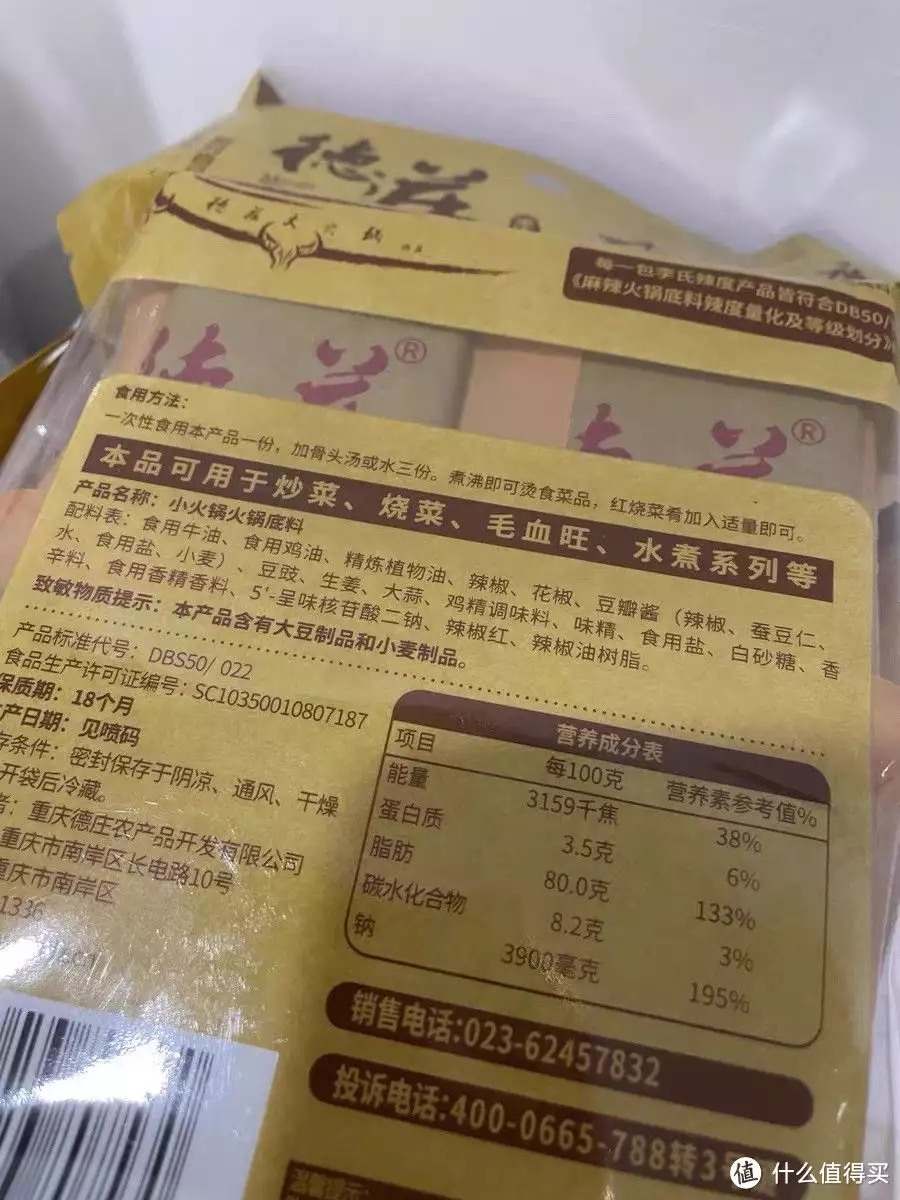 德庄
德庄大火锅
每一包李氏辣度产品皆符合DB50/
《麻辣火锅底料辣度量化及等级划分》
德庄®
德庄®
食用方法：
一次性食用本产品一份，加骨头汤或水三份。煮沸即可烫食菜品，红烧菜肴加入适量即可。
本品可用于炒菜、烧菜、毛血旺、水煮系列等
产品名称：小火锅火锅底料
配料表：食用牛油、食用鸡油、精炼植物油、辣椒、花椒、豆瓣酱（辣椒、蚕豆仁、
水、食用盐、小麦）、豆豉、生姜、大蒜、鸡精调味料、味精、食用盐、白砂糖、香
辛料、食用香精香料、5'-呈味核苷酸二钠、辣椒红、辣椒油树脂。
致敏物质提示：本产品含有大豆制品和小麦制品。
产品标准代号：DBS50/ 022
食品生产许可证编号：SC10350010807187
保质期：18个月
产日期：见喷码
存条件：密封保存于阴凉、通风、干燥
开袋后冷藏。
者：重庆德庄农产品开发有限公司
重庆市南岸区长电路10号
重庆市南岸区
1336
营养成分表
项目 每100克 营养素参考值%
能量 3159千焦 38%
蛋白质 3.5克 6%
脂肪 80.0克 133%
碳水化合物 8.2克 3%
钠 3900毫克 195%
销售电话:023-62457832
投诉电话:400-0665-788转3
温馨提示:
值 什么值得买